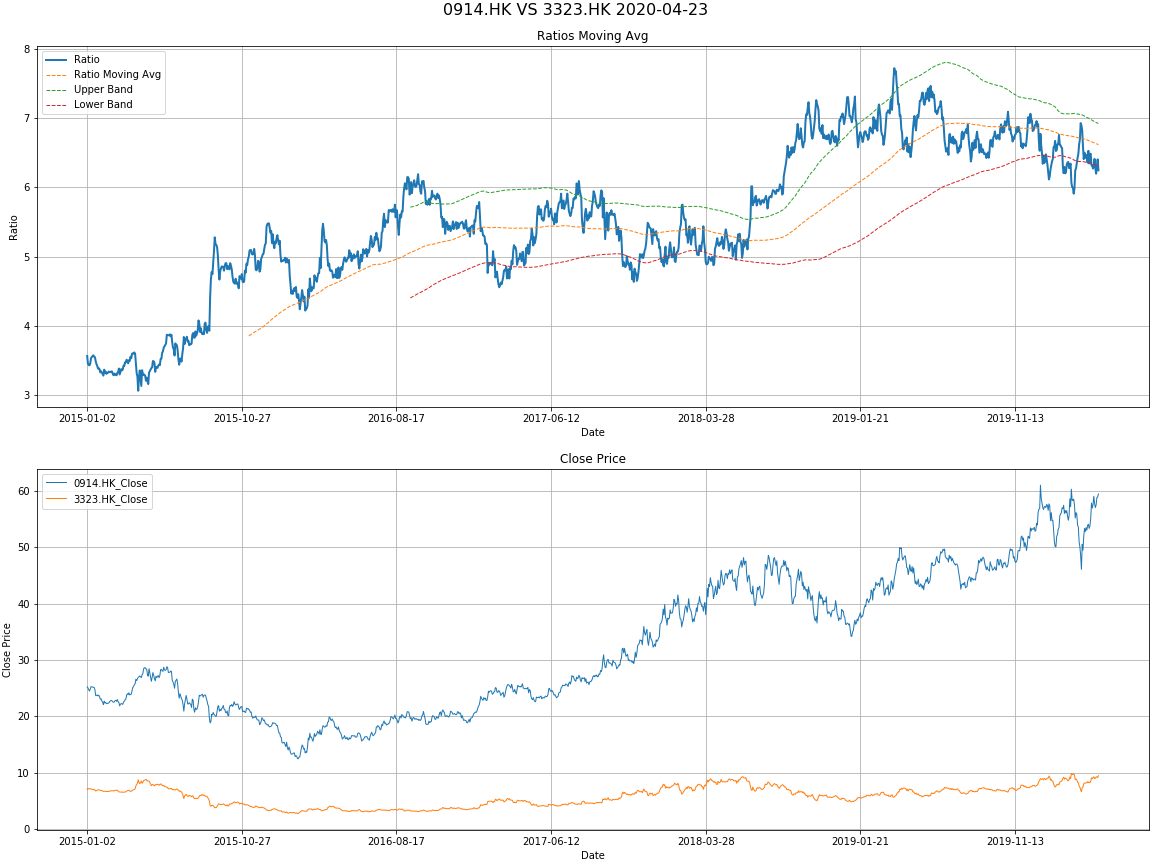 0914.HK VS 3323.HK 2020-04-23
Ratios Moving Avg
8
7
6
5
4
3
Ratio
Ratio
Ratio Moving Avg
Upper Band
Lower Band
2015-01-02 2015-10-27 2016-08-17 2017-06-12 2018-03-28 2019-01-21 2019-11-13
Date
Close Price
60
50
40
30
20
10
0
Close Price
0914.HK_Close
3323.HK_Close
2015-01-02 2015-10-27 2016-08-17 2017-06-12 2018-03-28 2019-01-21 2019-11-13
Date